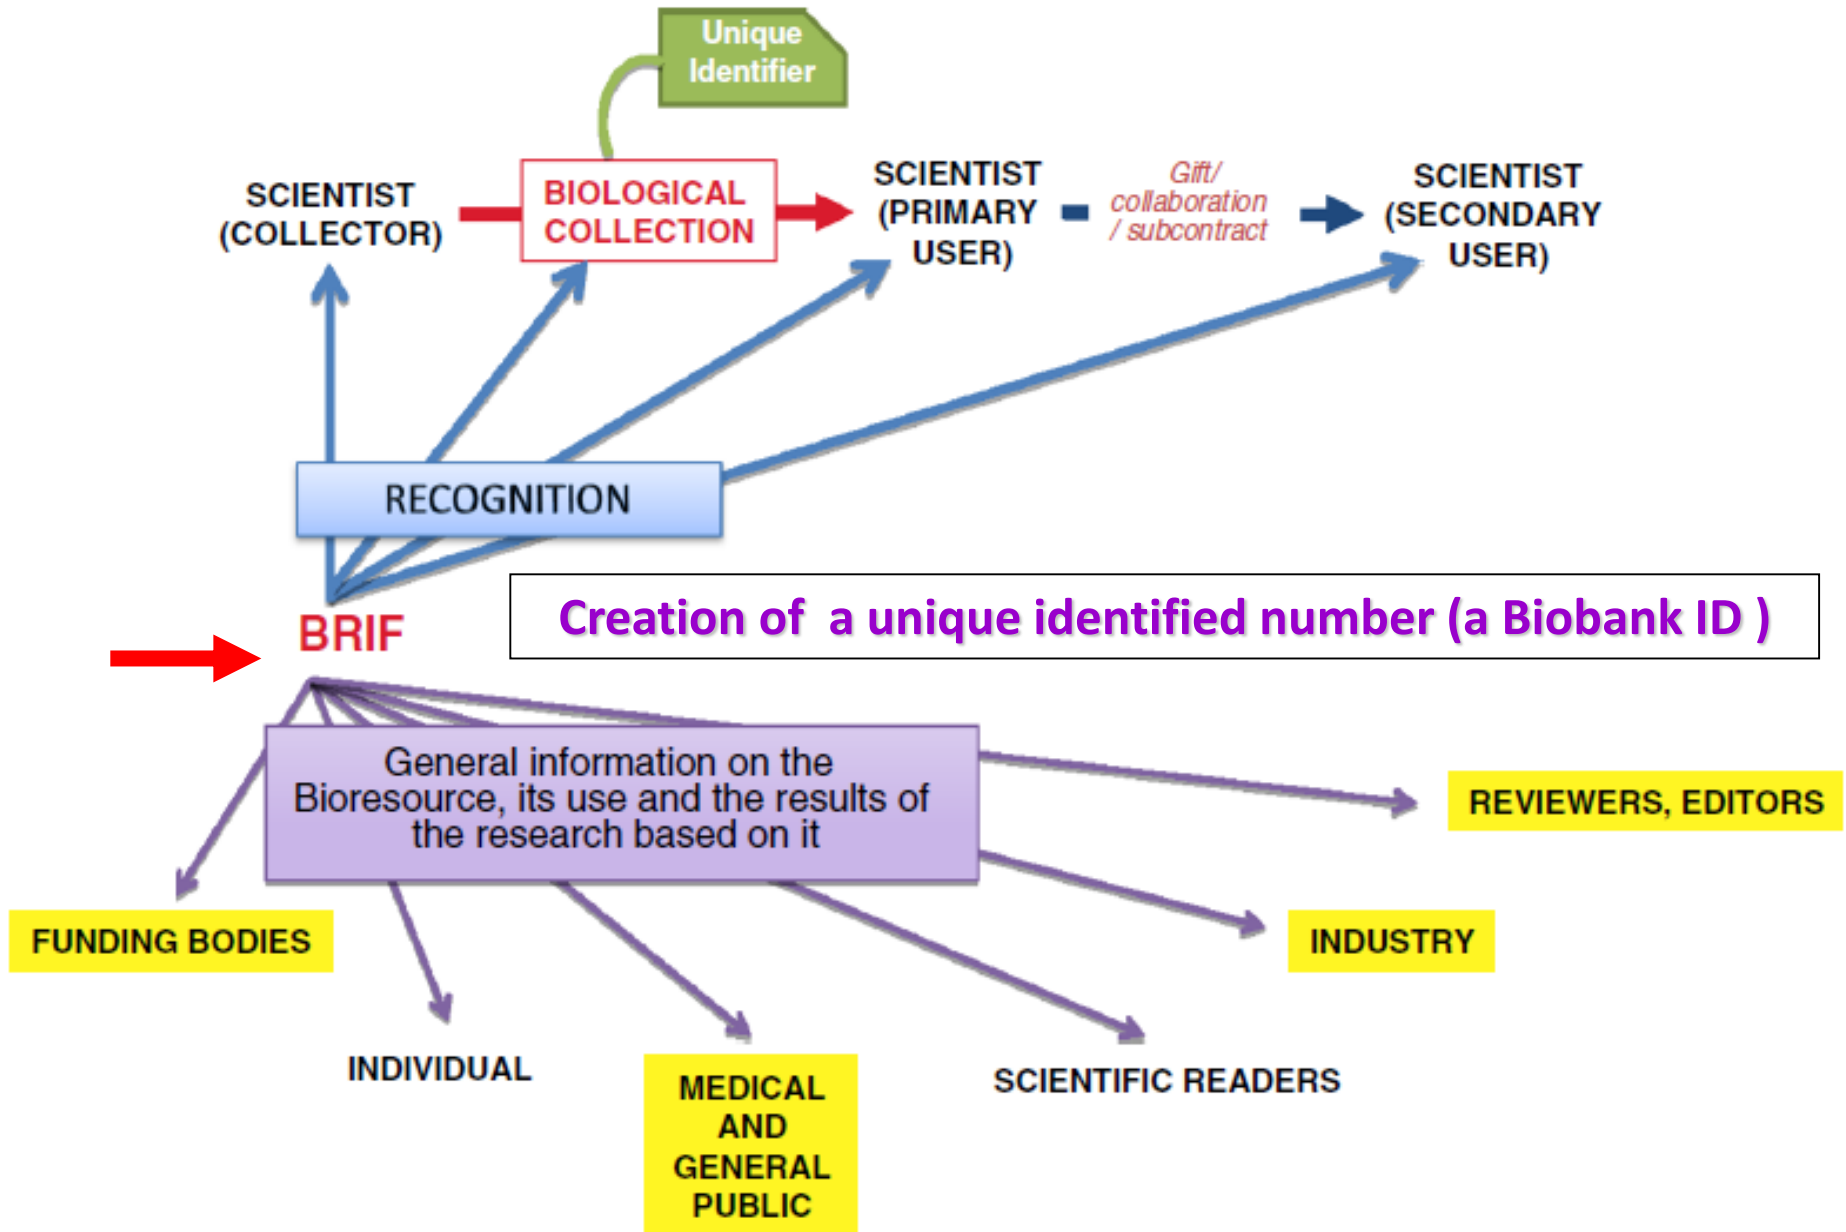 Unique
Identifier
SCIENTIST
(COLLECTOR)
BIOLOGICAL
COLLECTION
SCIENTIST
(PRIMARY
USER)
Gift/
collaboration
/ subcontract
SCIENTIST
(SECONDARY
USER)
RECOGNITION
BRIF
Creation of a unique identified number (a Biobank ID )
General information on the
Bioresource, its use and the results of
the research based on it
REVIEWERS, EDITORS
FUNDING BODIES
INDUSTRY
INDIVIDUAL
MEDICAL
AND
GENERAL
PUBLIC
SCIENTIFIC READERS